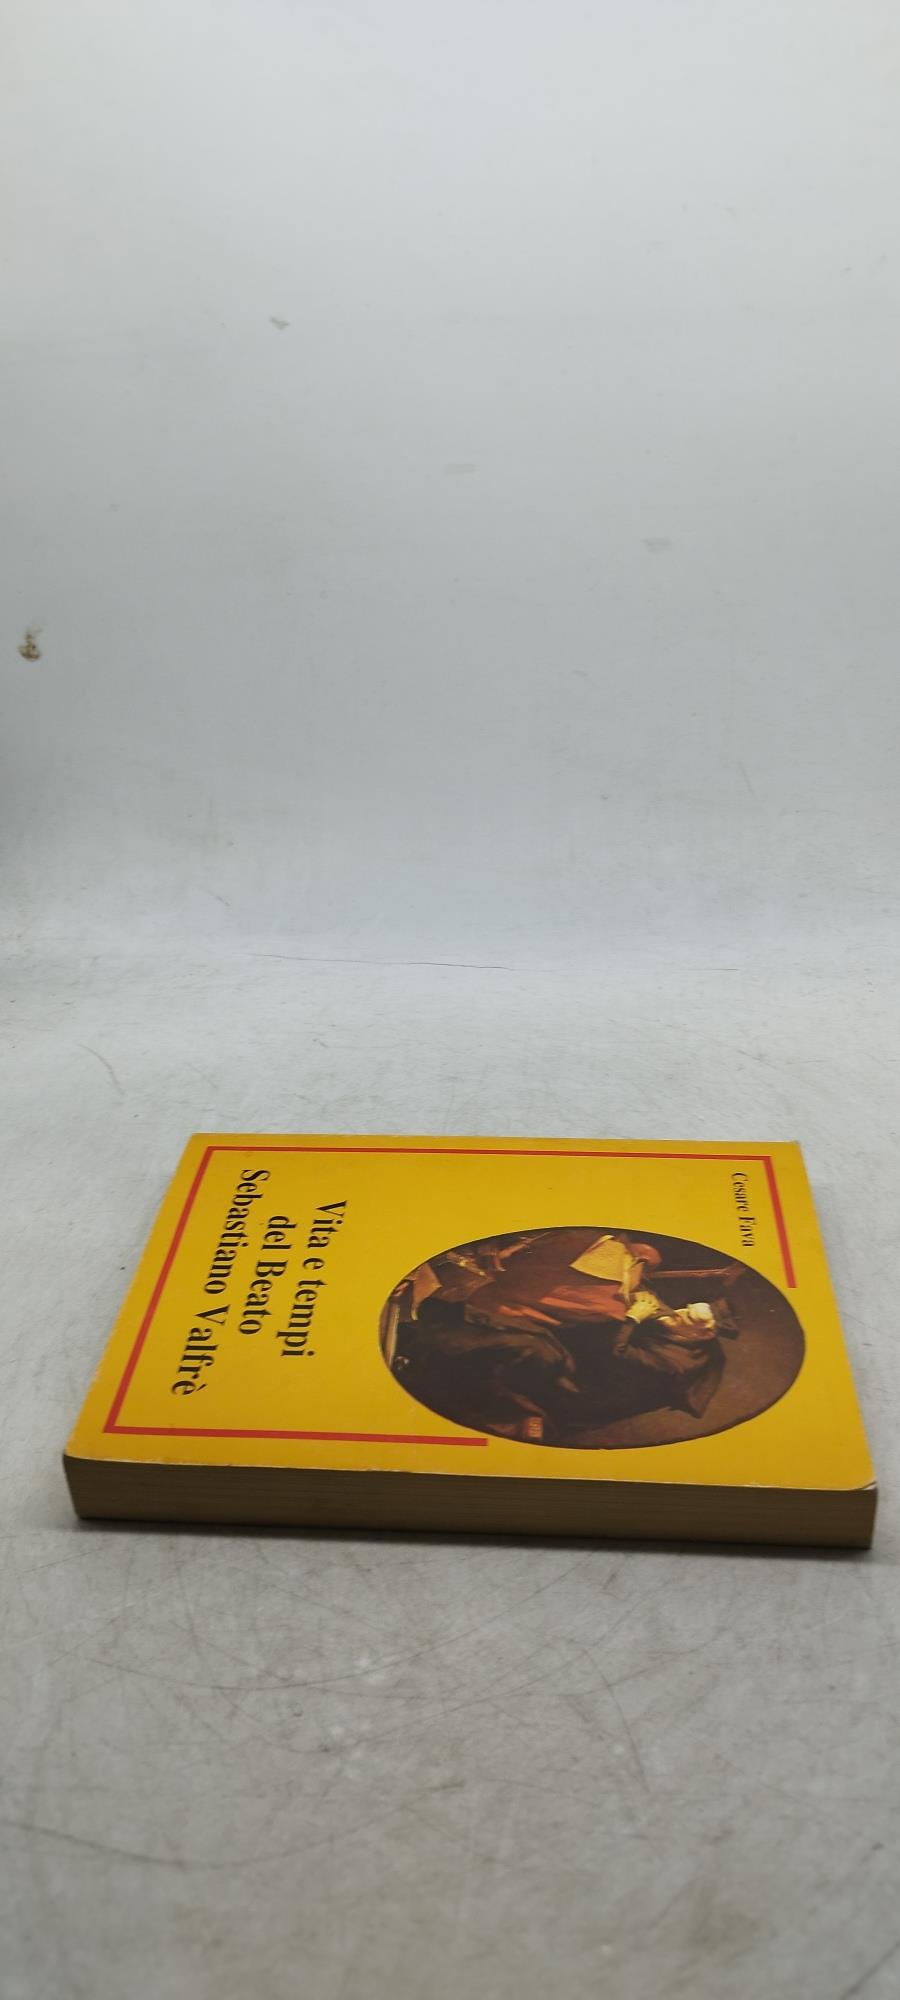 Cesare Fava
Vita e tempi
del Beato
Sebastiano Valfrè